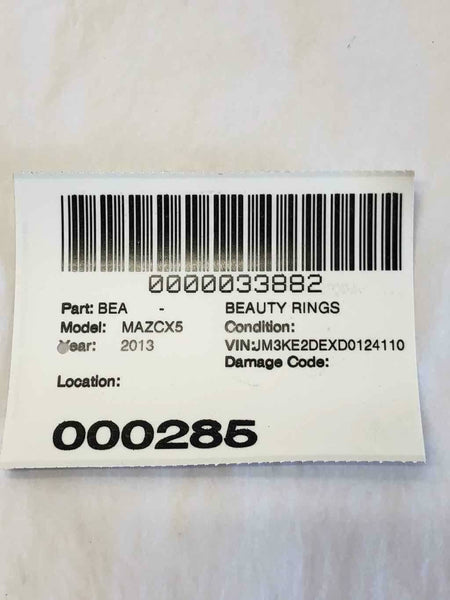 0000033882
Part: BEA - BEAUTY RINGS
Model: MAZCX5 Condition:
Year: 2013 VIN:JM3KE2DEXD0124110
Damage Code:
Location:
000285